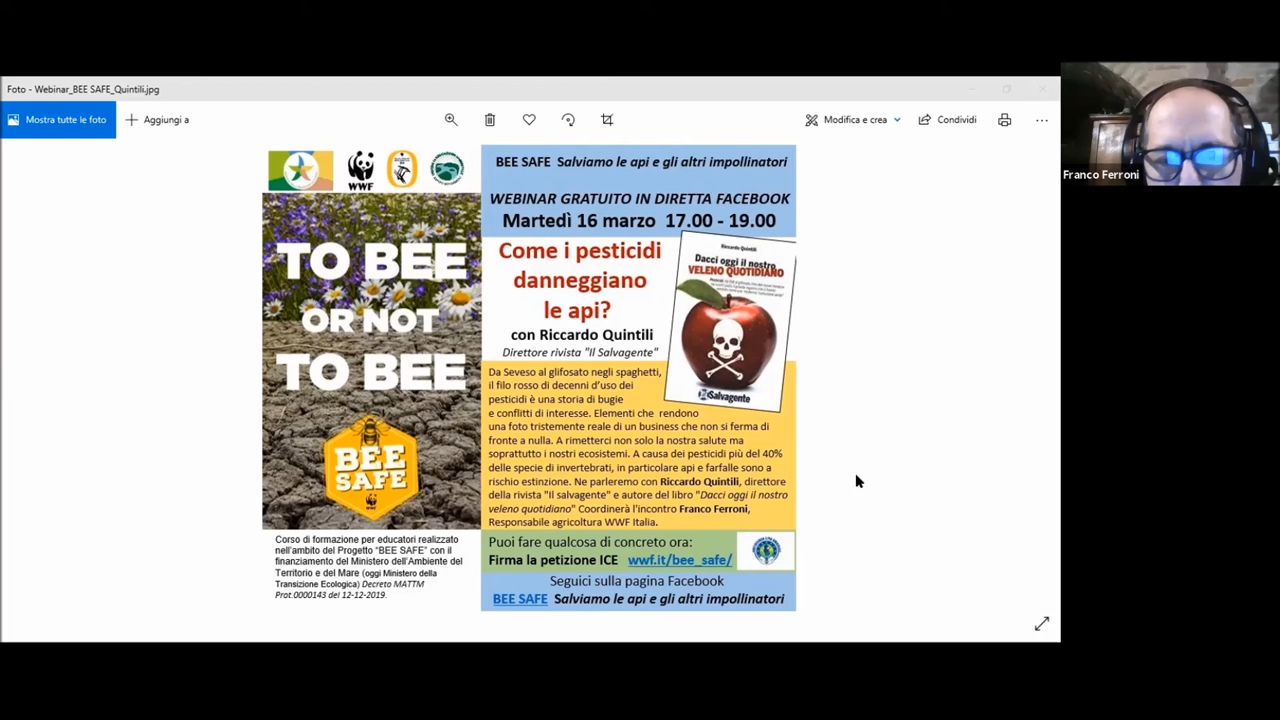 Foto - Webinar_BEE SAFE_Quintili.jpg
Mostra tutte le foto
Aggiungi a
Modifica e crea
Condividi
Franco Ferroni
WWF
TO BEE
OR NOT
TO BEE
BEE
SAFE
WWF
Corso di formazione per educatori realizzato
nell'ambito del Progetto "BEE SAFE" con il
finanziamento del Ministero dell'Ambiente del
Territorio e del Mare (oggi Ministero della
Transizione Ecologica) Decreto MATTM
Prot.0000143 del 12-12-2019.
BEE SAFE Salviamo le api e gli altri impollinatori
WEBINAR GRATUITO IN DIRETTA FACEBOOK
Martedì 16 marzo 17.00 - 19.00
Come i pesticidi
danneggiano
le api?
con Riccardo Quintili
Direttore rivista "Il Salvagente"
Riccardo Quintili
Dacci oggi il nostro
VELENO QUOTIDIANO
ilSalvagente
Da Seveso al glifosato negli spaghetti,
il filo rosso di decenni d'uso dei
pesticidi è una storia di bugie
e conflitti di interesse. Elementi che rendono
una foto tristemente reale di un business che non si ferma di
fronte a nulla. A rimetterci non solo la nostra salute ma
soprattutto i nostri ecosistemi. A causa dei pesticidi più del 40%
delle specie di invertebrati, in particolare api e farfalle sono a
rischio estinzione. Ne parleremo con Riccardo Quintili, direttore
della rivista "Il salvagente" e autore del libro "Dacci oggi il nostro
veleno quotidiano" Coordinerà l'incontro Franco Ferroni,
Responsabile agricoltura WWF Italia.
Puoi fare qualcosa di concreto ora:
Firma la petizione ICE wwf.it/bee_safe/
Seguici sulla pagina Facebook
BEE SAFE Salviamo le api e gli altri impollinatori